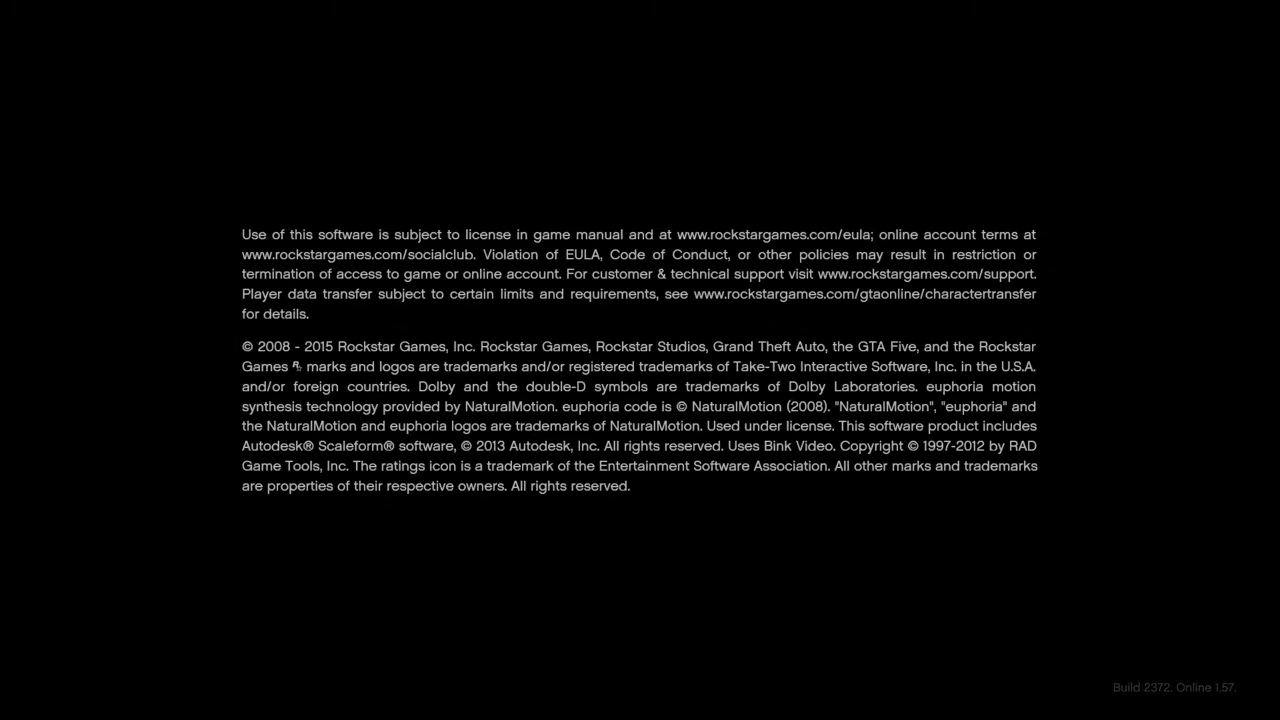 Use of this software is subject to license in game manual and at www.rockstargames.com/eula; online account terms at
www.rockstargames.com/socialclub. Violation of EULA, Code of Conduct, or other policies may result in restriction or
termination of access to game or online account. For customer & technical support visit www.rockstargames.com/support.
Player data transfer subject to certain limits and requirements, see www.rockstargames.com/gtaonline/charactertransfer
for details.
© 2008 - 2015 Rockstar Games, Inc. Rockstar Games, Rockstar Studios, Grand Theft Auto, the GTA Five, and the Rockstar
Games R* marks and logos are trademarks and/or registered trademarks of Take-Two Interactive Software, Inc. in the U.S.A.
and/or foreign countries. Dolby and the double-D symbols are trademarks of Dolby Laboratories. euphoria motion
synthesis technology provided by NaturalMotion. euphoria code is © NaturalMotion (2008). "NaturalMotion", "euphoria" and
the NaturalMotion and euphoria logos are trademarks of NaturalMotion. Used under license. This software product includes
Autodesk® Scaleform® software, © 2013 Autodesk, Inc. All rights reserved. Uses Bink Video. Copyright © 1997-2012 by RAD
Game Tools, Inc. The ratings icon is a trademark of the Entertainment Software Association. All other marks and trademarks
are properties of their respective owners. All rights reserved.
Build 2372. Online 1.57.